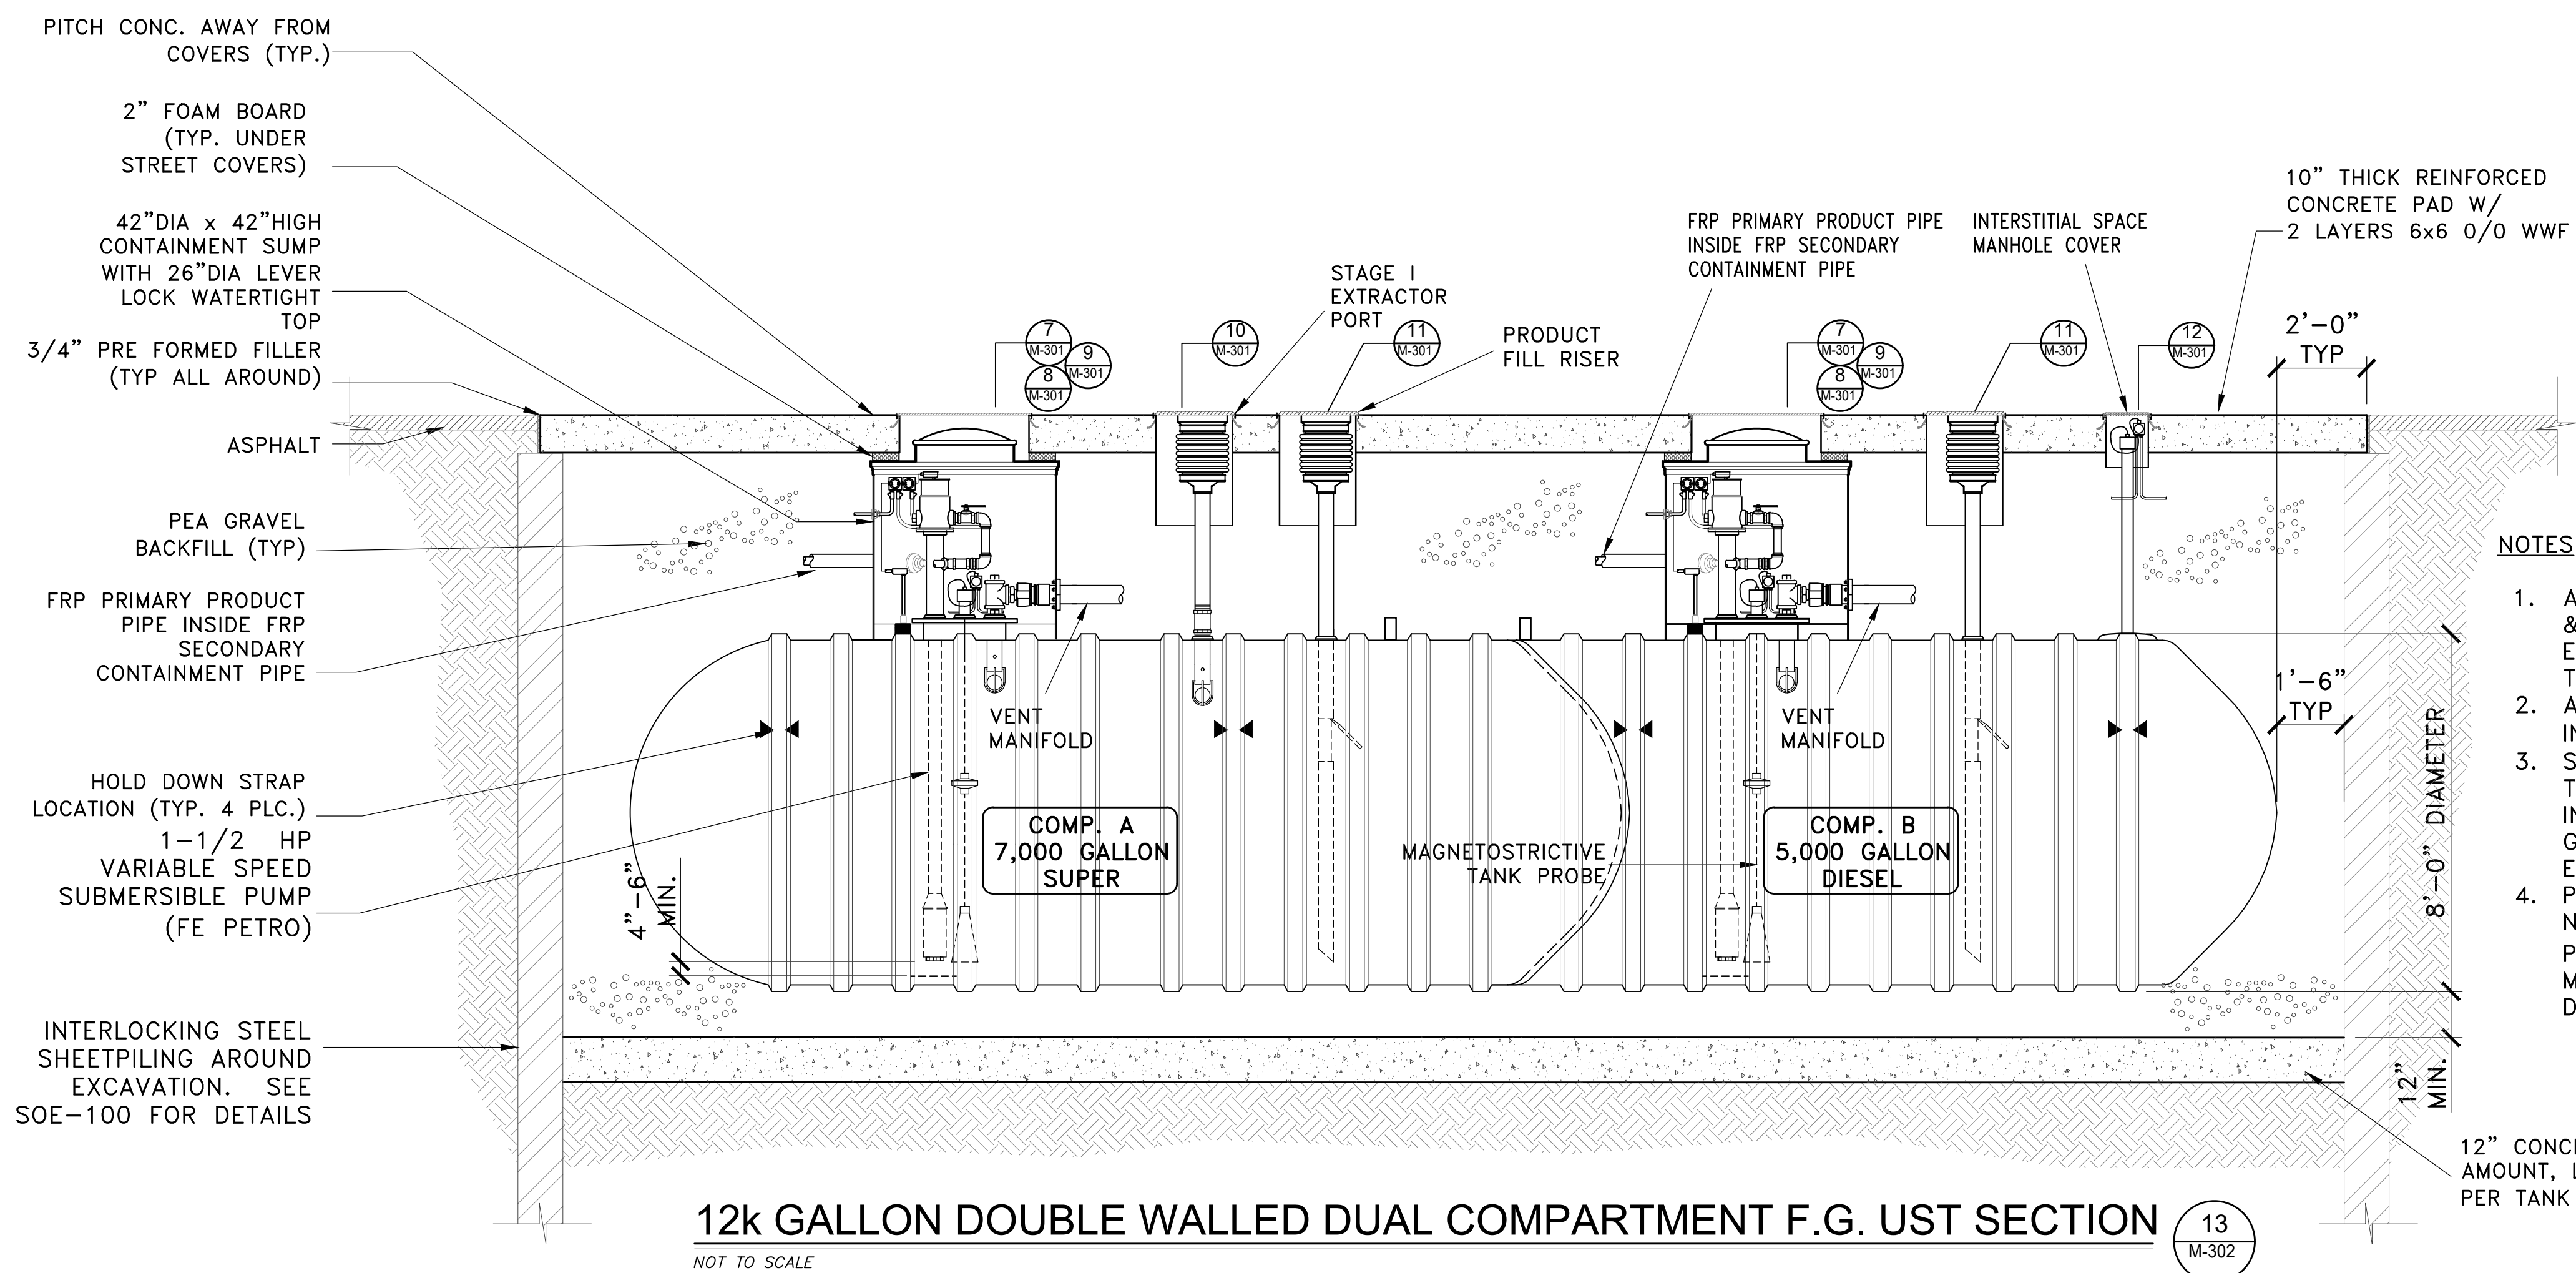 PITCH CONC. AWAY FROM
COVERS (TYP.)
2" FOAM BOARD
(TYP. UNDER
STREET COVERS)
42"DIA x 42"HIGH
CONTAINMENT SUMP
WITH 26"DIA LEVER
LOCK WATERTIGHT
TOP
3/4" PRE FORMED FILLER
(TYP ALL AROUND)
ASPHALT
PEA GRAVEL
BACKFILL (TYP)
FRP PRIMARY PRODUCT
PIPE INSIDE FRP
SECONDARY
CONTAINMENT PIPE
HOLD DOWN STRAP
LOCATION (TYP. 4 PLC.)
1-1/2 HP
VARIABLE SPEED
SUBMERSIBLE PUMP
(FE PETRO)
INTERLOCKING STEEL
SHEETPILING AROUND
EXCAVATION. SEE
SOE-100 FOR DETAILS
7
M-301
9
M-301
8
M-301
10
M-301
STAGE I
EXTRACTOR
PORT
11
M-301
PRODUCT
FILL RISER
FRP PRIMARY PRODUCT PIPE
INSIDE FRP SECONDARY
CONTAINMENT PIPE
7
M-301
9
M-301
8
M-301
INTERSTITIAL SPACE
MANHOLE COVER
11
M-301
12
M-301
10" THICK REINFORCED
CONCRETE PAD W/
2 LAYERS 6x6 0/0 WWF
2'-0"
TYP
VENT
MANIFOLD
VENT
MANIFOLD
COMP. A
7,000 GALLON
SUPER
MAGNETOSTRICTIVE
TANK PROBE
COMP. B
5,000 GALLON
DIESEL
4"-6"
MIN.
1'-6"
TYP
8'-0" DIAMETER
12"
MIN.
NOTES
1. A
&
E
T
2. A
IN
3. S
T
IN
G
E
4. P
N
P
M
D
12" CONC
AMOUNT, L
PER TANK
12k GALLON DOUBLE WALLED DUAL COMPARTMENT F.G. UST SECTION
13
M-302
NOT TO SCALE